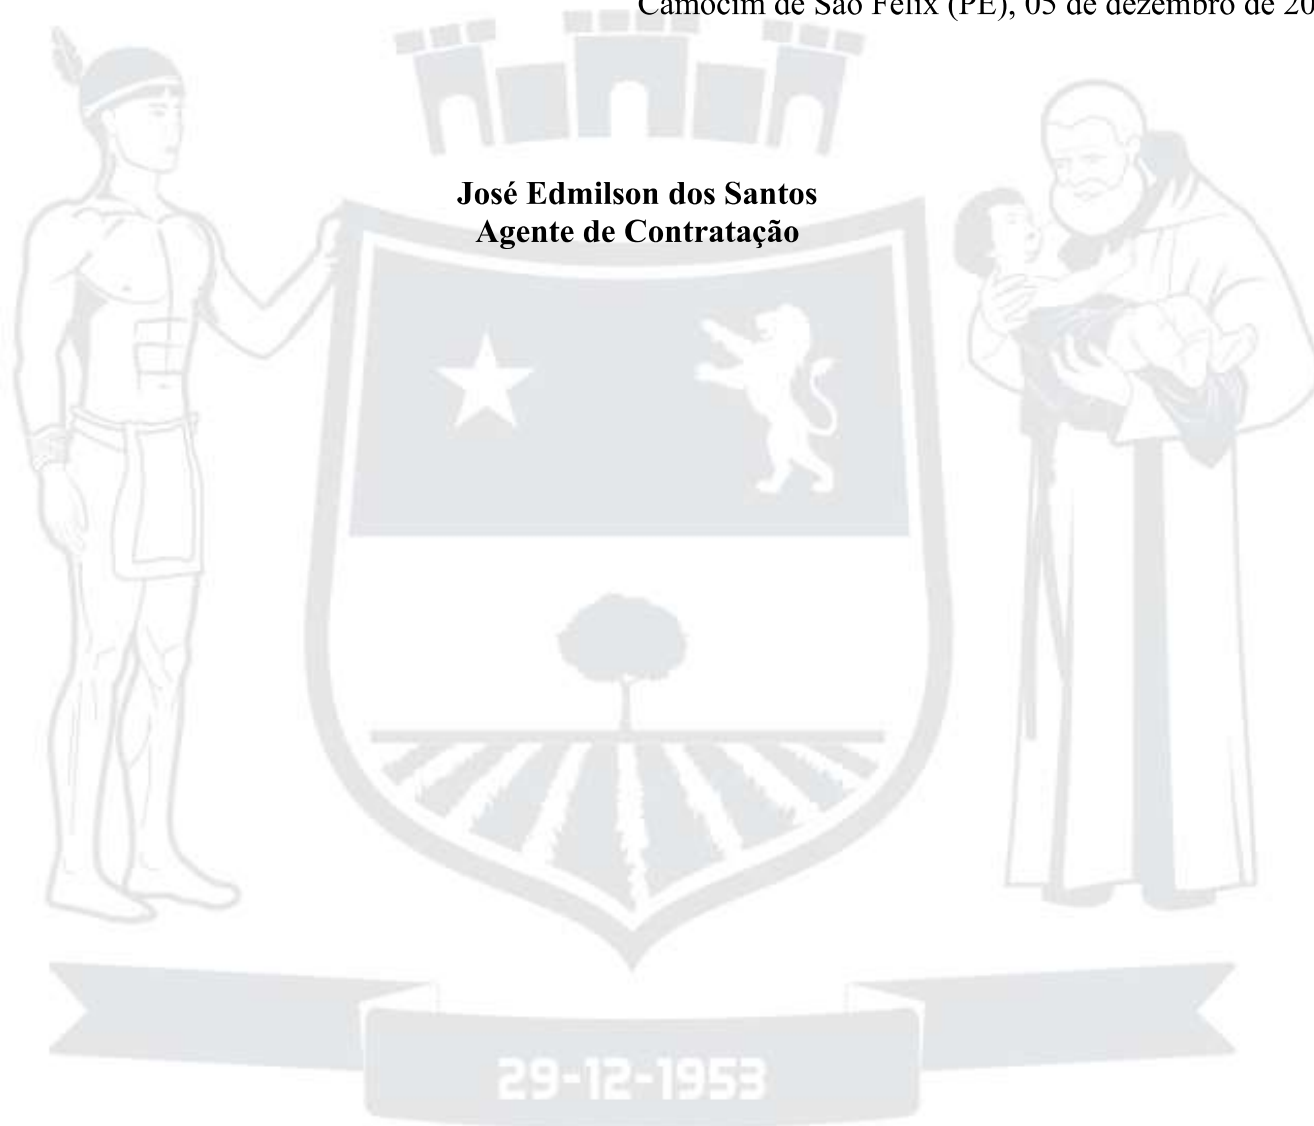 Camocim de São Félix (PE), 05 de dezembro de 20
José Edmilson dos Santos
Agente de Contratação
29-12-1953